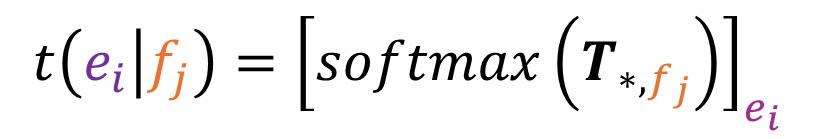 t(e_i|f_j) = [softmax(T_{*,f_j})]_{e_i}